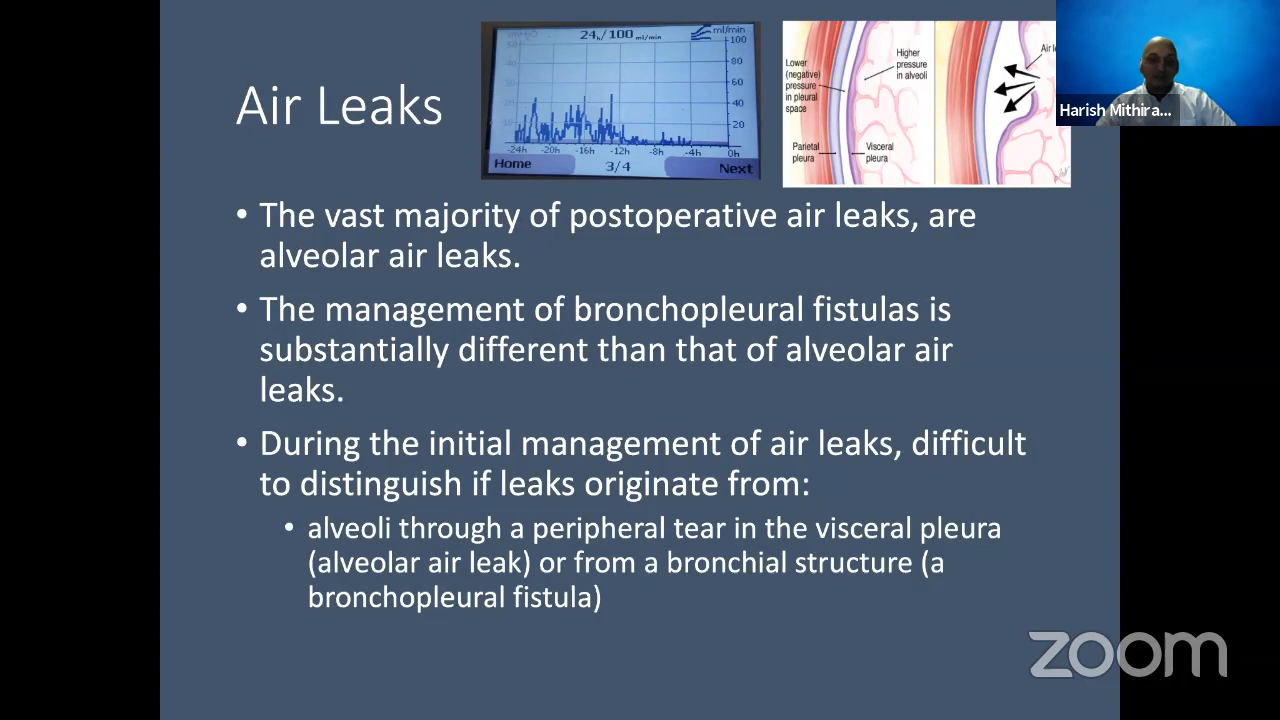 Air Leaks
24h/100 ml/min
ml/min
100
80
60
40
20
-24h -20h -16h -12h -8h -4h 0h
Home 3/4 Next
Lower
(negative)
pressure
in pleural
space
Higher
pressure
in alveoli
Parietal
pleura
Visceral
pleura
Air
Harish Mithira...
• The vast majority of postoperative air leaks, are
alveolar air leaks.
• The management of bronchopleural fistulas is
substantially different than that of alveolar air
leaks.
• During the initial management of air leaks, difficult
to distinguish if leaks originate from:
• alveoli through a peripheral tear in the visceral pleura
(alveolar air leak) or from a bronchial structure (a
bronchopleural fistula)
zoom